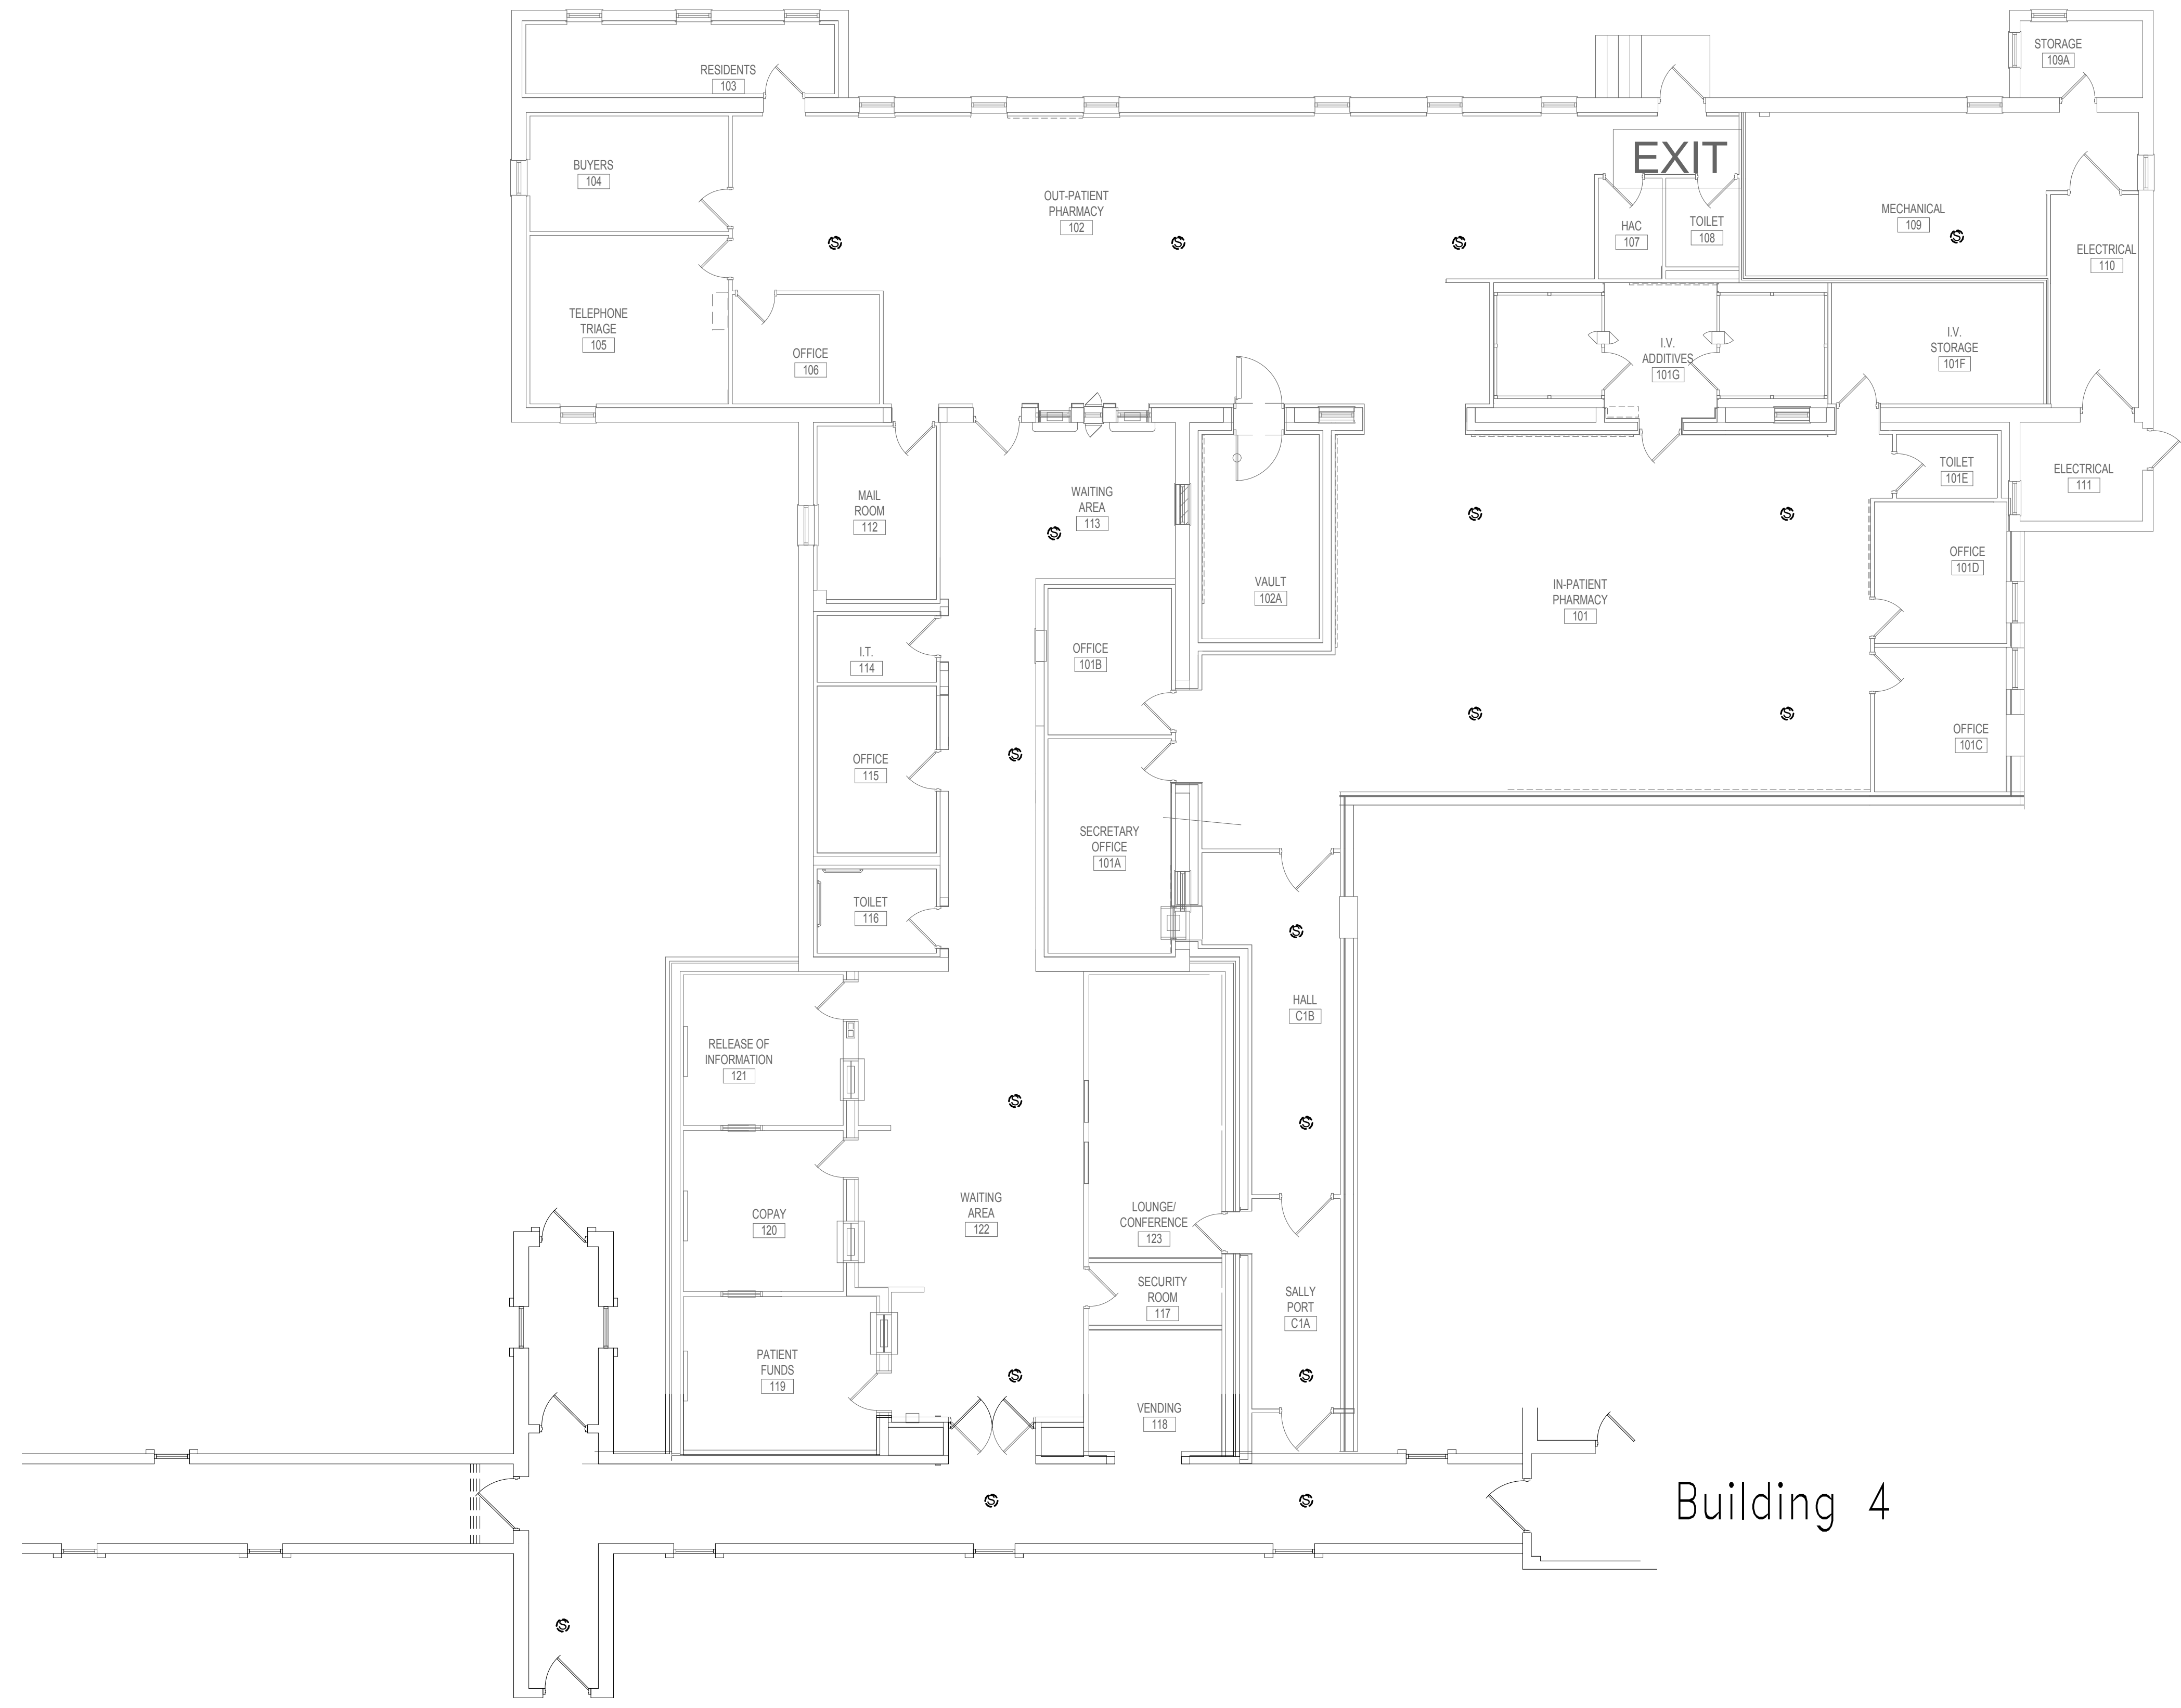 STORAGE
109A
RESIDENTS
103
EXIT
BUYERS
104
OUT-PATIENT
PHARMACY
102
HAC
107
TOILET
108
MECHANICAL
109
ELECTRICAL
110
S
S
S
S
TELEPHONE
TRIAGE
105
OFFICE
106
I.V.
ADDITIVES
101G
I.V.
STORAGE
101F
MAIL
ROOM
112
WAITING
AREA
113
TOILET
101E
ELECTRICAL
111
S
S
S
OFFICE
101D
VAULT
102A
IN-PATIENT
PHARMACY
101
I.T.
114
OFFICE
101B
S
S
OFFICE
101C
OFFICE
115
S
SECRETARY
OFFICE
101A
TOILET
116
S
HALL
C1B
RELEASE OF
INFORMATION
121
S
S
COPAY
120
WAITING
AREA
122
LOUNGE/
CONFERENCE
123
SECURITY
ROOM
117
SALLY
PORT
C1A
PATIENT
FUNDS
119
S
S
VENDING
118
S
S
Building 4
S